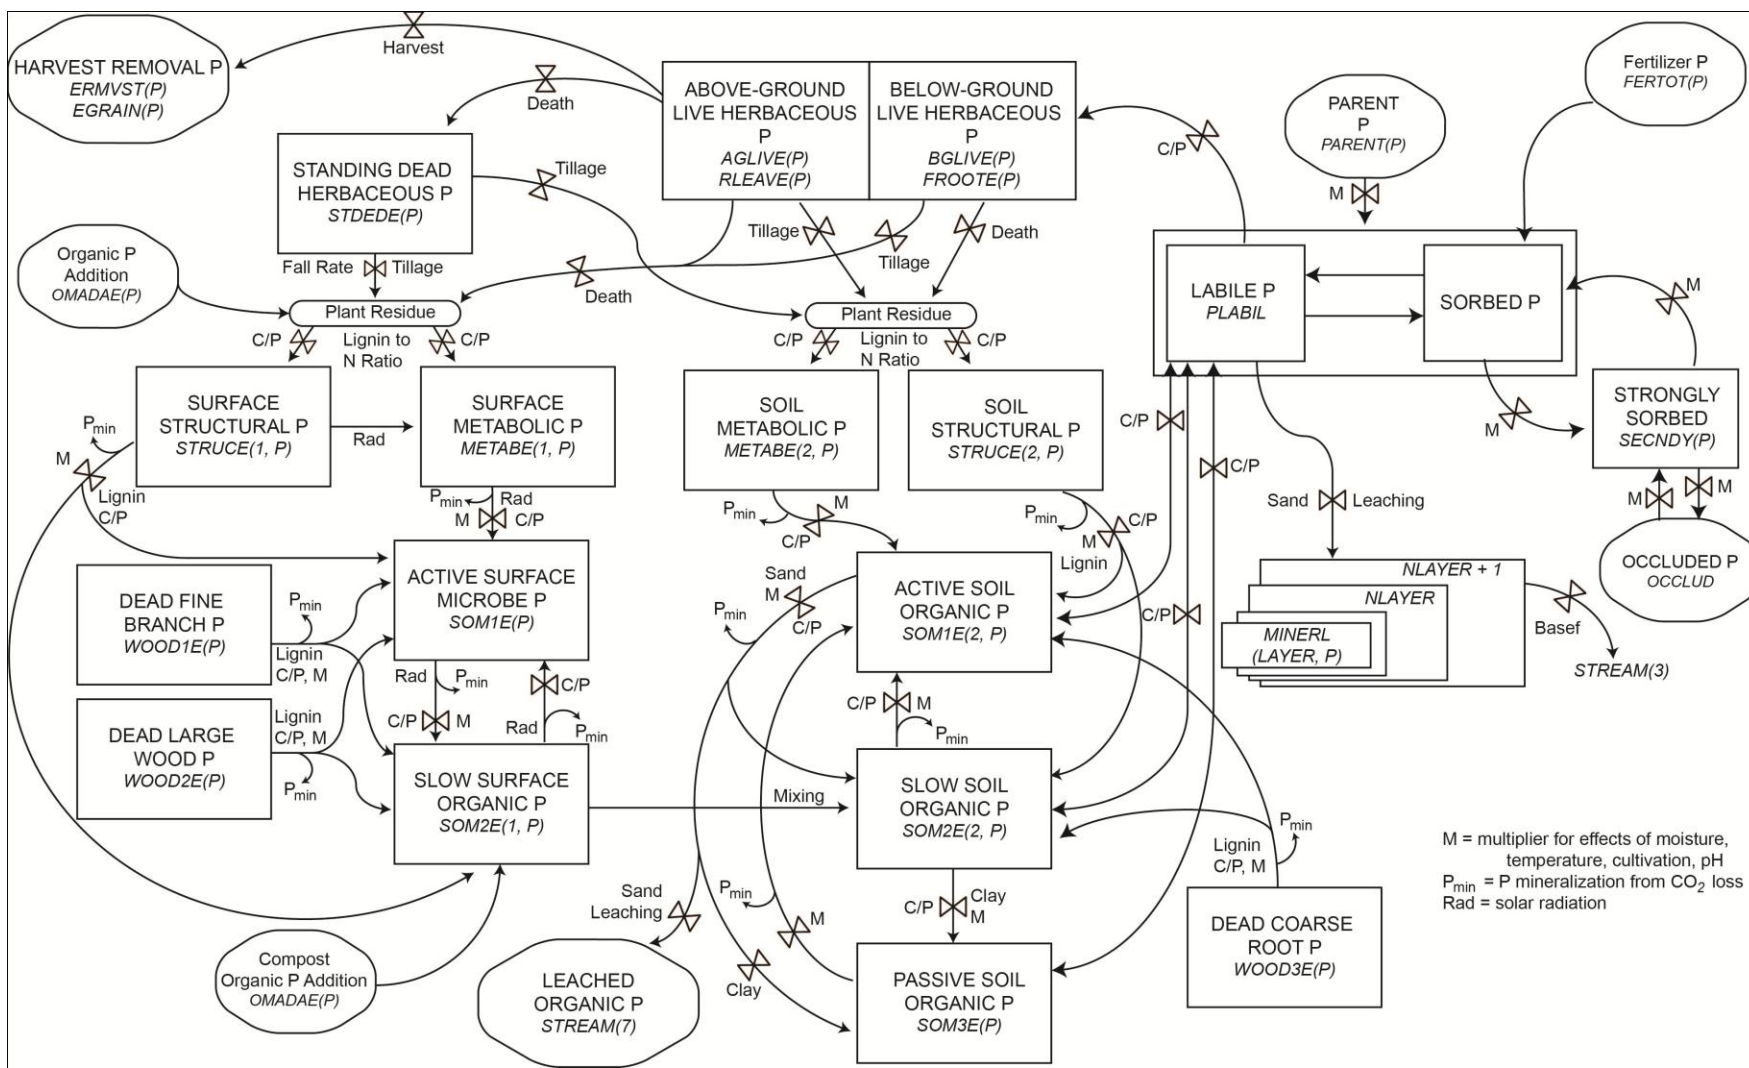 Harvest
HARVEST REMOVAL P
ERMVST(P)
EGRAIN(P)
Death
ABOVE-GROUND
LIVE HERBACEOUS
P
AGLIVE(P)
RLEAVE(P)
BELOW-GROUND
LIVE HERBACEOUS
P
BGLIVE(P)
FROOTE(P)
C/P
PARENT
P
PARENT(P)
M
Fertilizer P
FERTOT(P)
STANDING DEAD
HERBACEOUS P
STDEDE(P)
Tillage
Organic P
Addition
OMADAE(P)
Fall Rate
Tillage
Death
Tillage
Tillage
Death
Plant Residue
C/P
Lignin to
N Ratio
C/P
Plant Residue
C/P
Lignin to
N Ratio
C/P
LABILE P
PLABIL
SORBED P
M
M
STRONGLY
SORBED
SECNDY(P)
M
M
OCCLUDED P
OCCLUD
SURFACE
STRUCTURAL P
STRUCE(1, P)
Rad
SURFACE
METABOLIC P
METABE(1, P)
SOIL
METABOLIC P
METABE(2, P)
SOIL
STRUCTURAL P
STRUCE(2, P)
Pmin
M
Lignin
C/P
Pmin
Rad
M
C/P
Pmin
M
C/P
Pmin
C/P
M
Lignin
C/P
C/P
C/P
Sand
Leaching
NLAYER + 1
NLAYER
MINERL
(LAYER, P)
Basef
STREAM(3)
DEAD FINE
BRANCH P
WOOD1E(P)
Pmin
Lignin
C/P, M
ACTIVE SURFACE
MICROBE P
SOM1E(P)
Sand
M
C/P
Pmin
ACTIVE SOIL
ORGANIC P
SOM1E(2, P)
Rad
Pmin
C/P
M
C/P
Rad
Pmin
C/P
M
Pmin
DEAD LARGE
WOOD P
WOOD2E(P)
Lignin
C/P, M
Pmin
SLOW SURFACE
ORGANIC P
SOM2E(1, P)
Mixing
SLOW SOIL
ORGANIC P
SOM2E(2, P)
Lignin
C/P, M
Pmin
DEAD COARSE
ROOT P
WOOD3E(P)
Sand
Leaching
Pmin
M
C/P
Clay
M
Clay
Compost
Organic P Addition
OMADAE(P)
LEACHED
ORGANIC P
STREAM(7)
PASSIVE SOIL
ORGANIC P
SOM3E(P)
M = multiplier for effects of moisture,
temperature, cultivation, pH
Pmin = P mineralization from CO2 loss
Rad = solar radiation